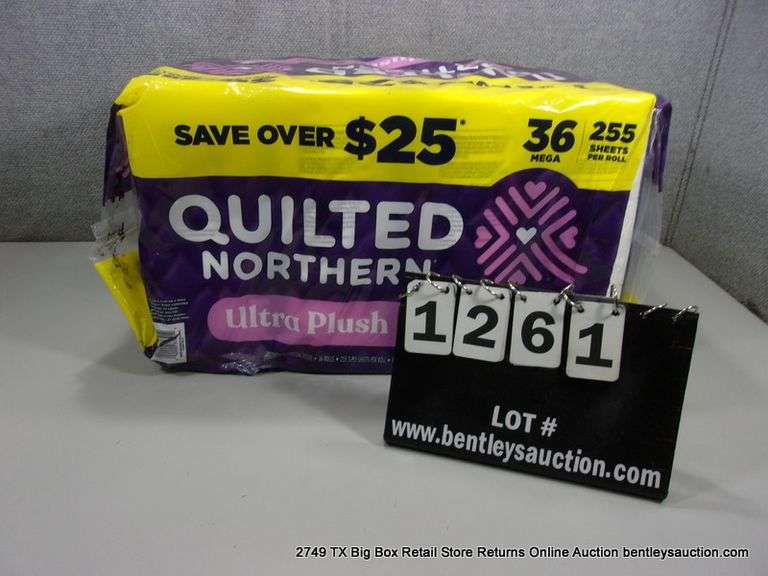 SAVE OVER $25*
36 MEGA
255 SHEETS PER ROLL
QUILTED
NORTHERN
Ultra Plush
1261
LOT #
www.bentleysauction.com
2749 TX Big Box Retail Store Returns Online Auction bentleysauction.com